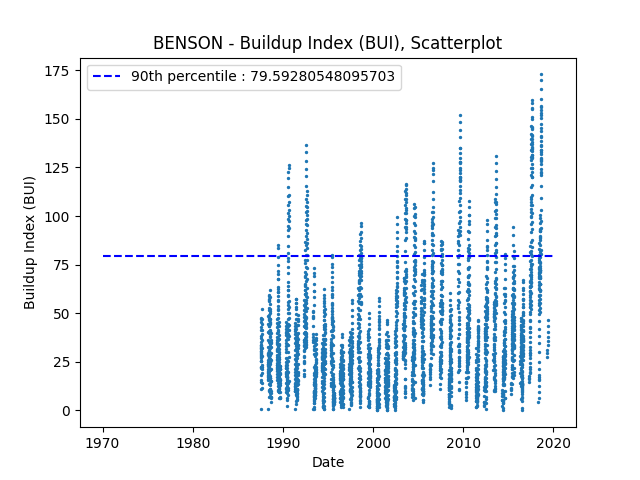 BENSON - Buildup Index (BUI), Scatterplot
90th percentile : 79.59280548095703
175
150
125
100
75
50
25
0
Buildup Index (BUI)
1970 1980 1990 2000 2010 2020
Date